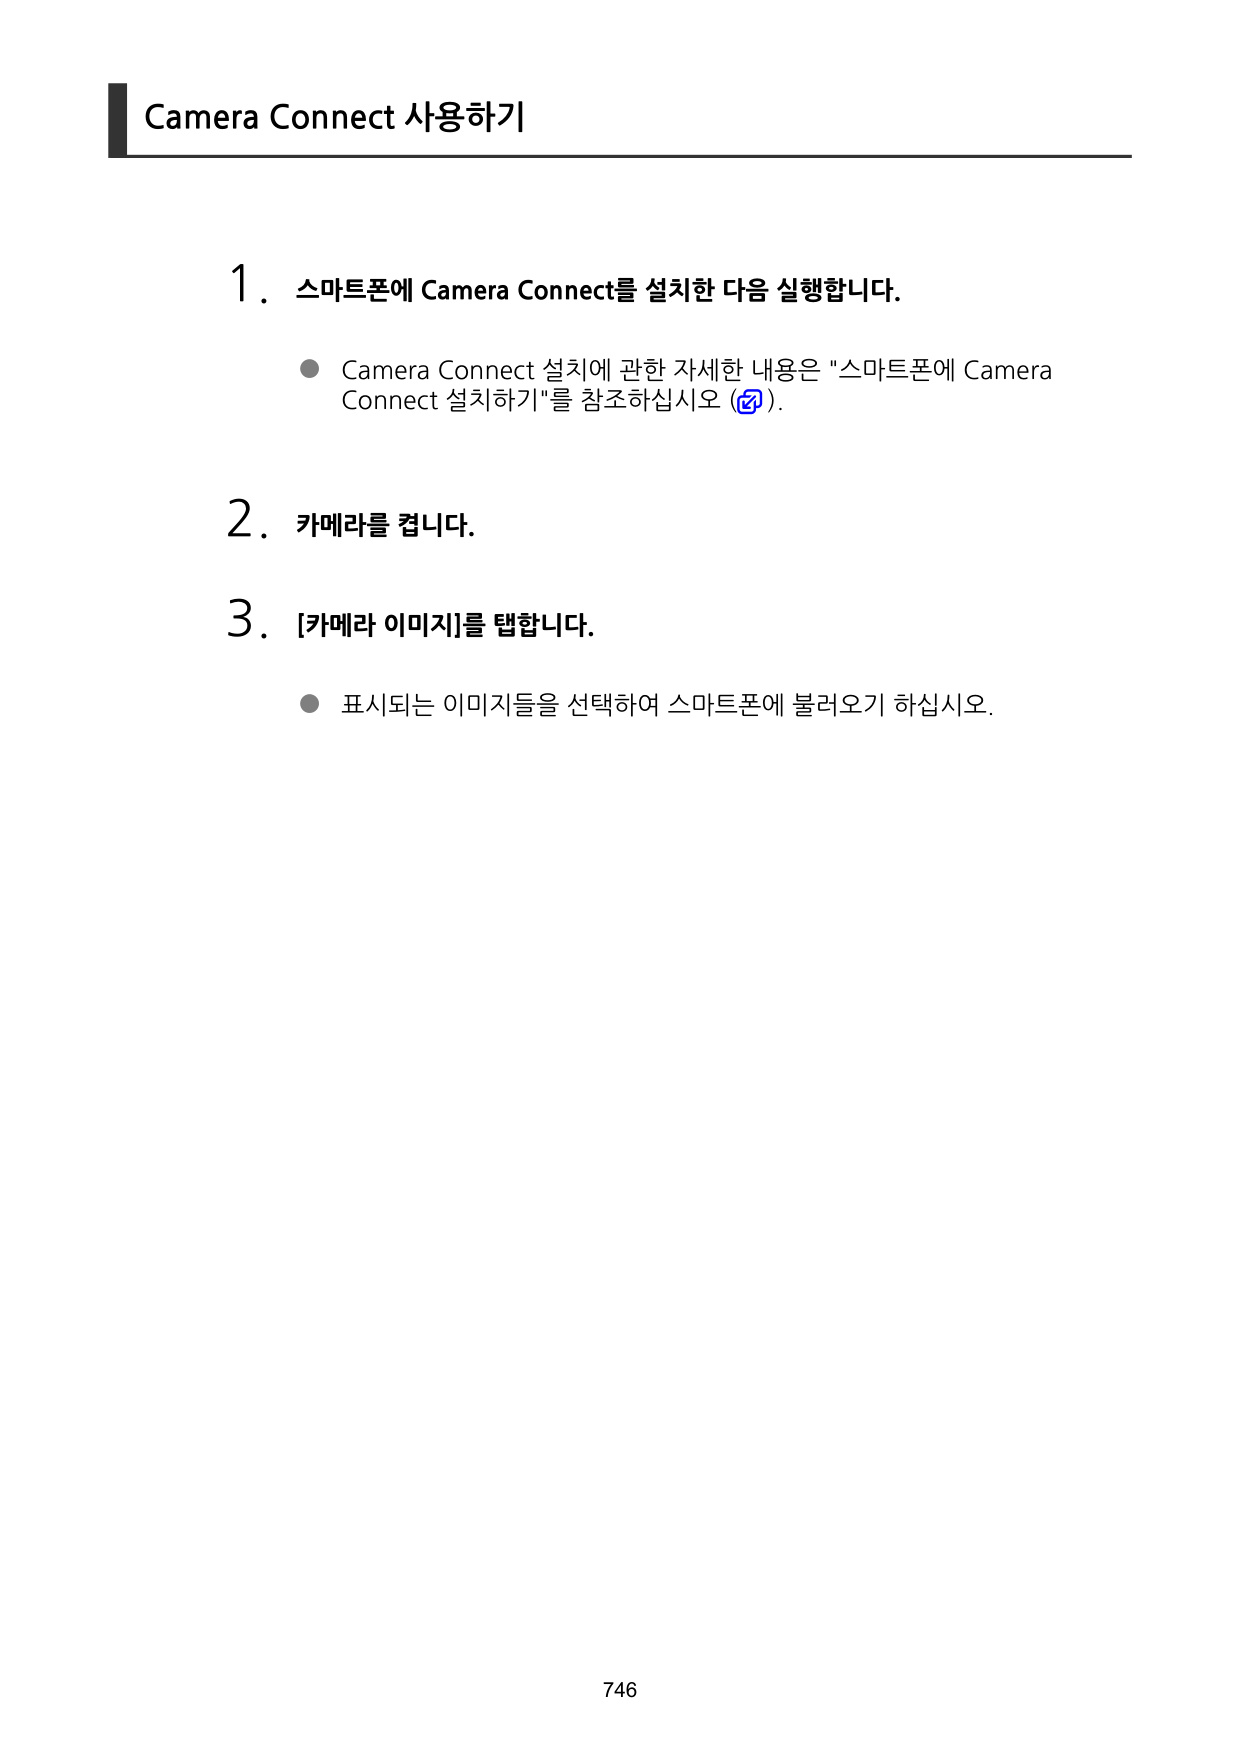 Camera Connect 사용하기
1. 스마트폰에 Camera Connect를 설치한 다음 실행합니다.
● Camera Connect 설치에 관한 자세한 내용은 "스마트폰에 Camera
Connect 설치하기"를 참조하십시오 ( ).
2. 카메라를 켭니다.
3. [카메라 이미지]를 탭합니다.
● 표시되는 이미지들을 선택하여 스마트폰에 불러오기 하십시오.
746